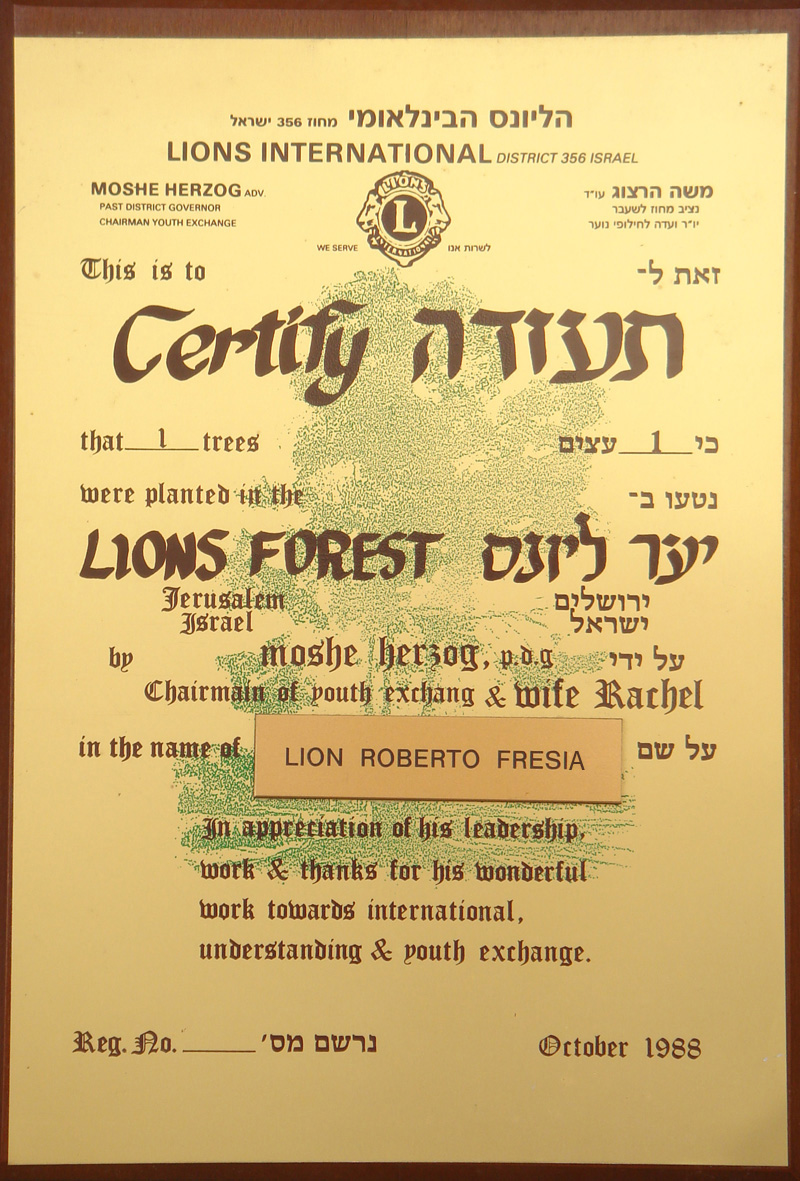 הליונס הבינלאומי מחוז 356 ישראל
LIONS INTERNATIONAL DISTRICT 356 ISRAEL
MOSHE HERZOG ADV. משה הרצוג עו"ד
PAST DISTRICT GOVERNOR נציב מחוז לשעבר
CHAIRMAN YOUTH EXCHANGE יו"ר ועדה לחילופי נוער
LIONS
L
INTERNATIONAL
WE SERVE לשרות אנו
This is to זאת ל-
Certify תעודה
that 1 trees כי 1 עצים
were planted in the נטעו ב-
LIONS FOREST יער ליונס
Jerusalem ירושלים
Israel ישראל
by moshe herzog, p.d.g על ידי
Chairmain of youth exchang & wife Rachel
in the name of LION ROBERTO FRESIA על שם
In appreciation of his leadership,
work & thanks for his wonderful
work towards international,
understanding & youth exchange.
Reg. No. ______ נרשם מס' October 1988